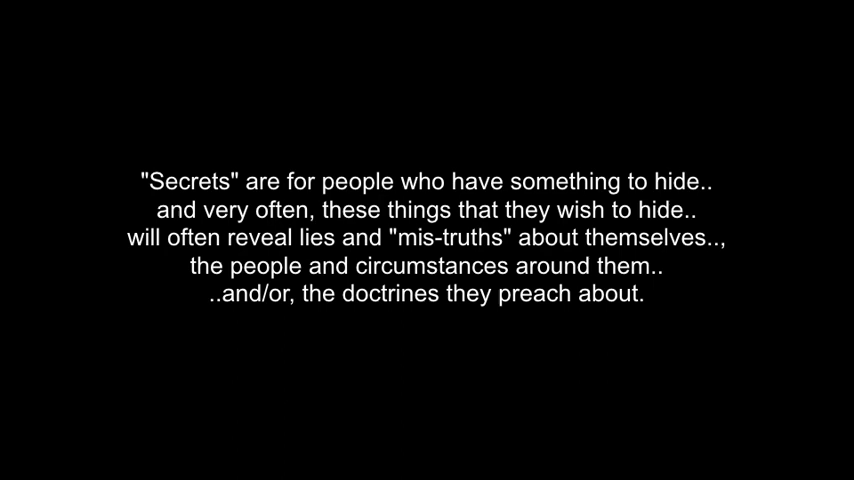 "Secrets" are for people who have something to hide..
and very often, these things that they wish to hide..
will often reveal lies and "mis-truths" about themselves..,
the people and circumstances around them..
..and/or, the doctrines they preach about.